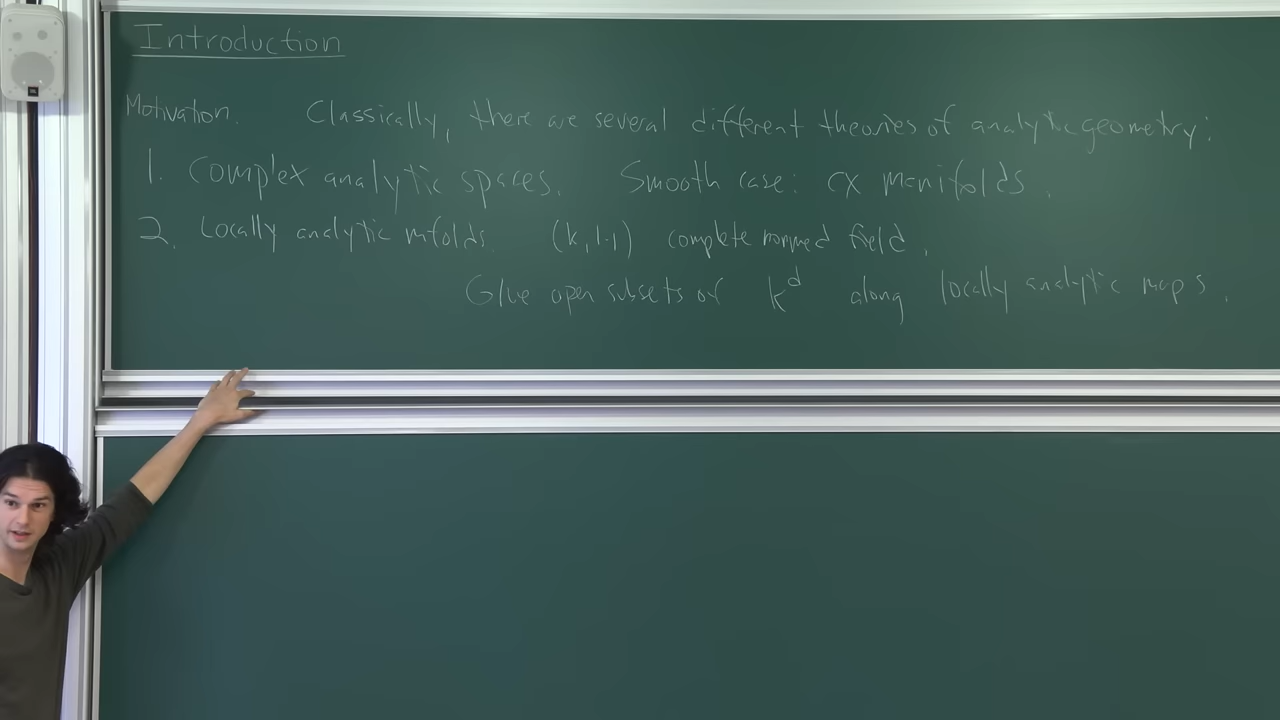 Introduction
Motivation. Classically, there are several different theories of analytic geometry:
1. Complex analytic spaces. Smooth case: cx manifolds.
2. Locally analytic mfolds. (k, |·|) complete normed field.
Glue open subsets of k^d along locally analytic maps.